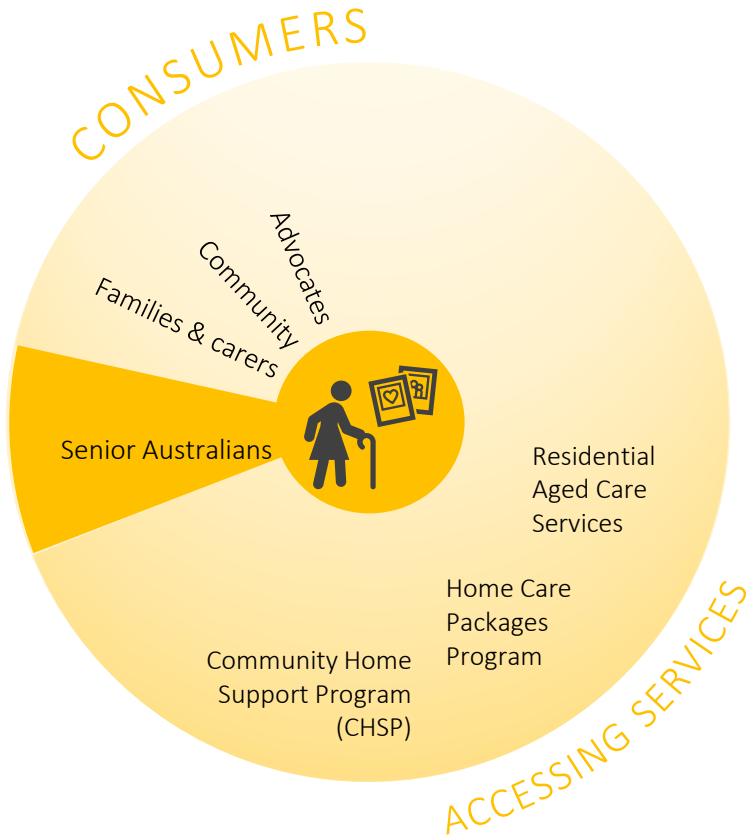 CONSUMERS
Advocates
Community
Families & carers
Senior Australians
Residential
Aged Care
Services
Home Care
Packages
Program
Community Home
Support Program
(CHSP)
ACCESSING SERVICES